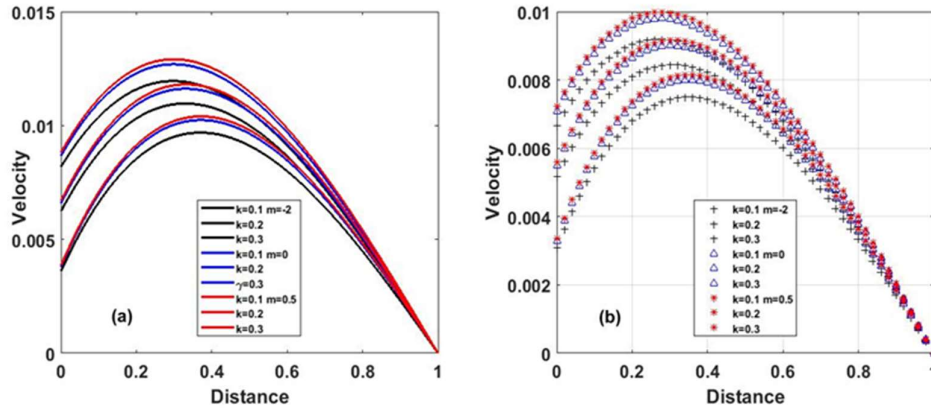 0.015
0.01
0.005
0
Velocity
0
0.2
0.4
0.6
0.8
1
Distance
(a)
k=0.1 m=-2
k=0.2
k=0.3
k=0.1 m=0
k=0.2
γ=0.3
k=0.1 m=0.5
k=0.2
k=0.3
0.01
0.008
0.006
0.004
0.002
0
Velocity
0
0.2
0.4
0.6
0.8
1
Distance
(b)
k=0.1 m=-2
k=0.2
k=0.3
k=0.1 m=0
k=0.2
k=0.3
k=0.1 m=0.5
k=0.2
k=0.3